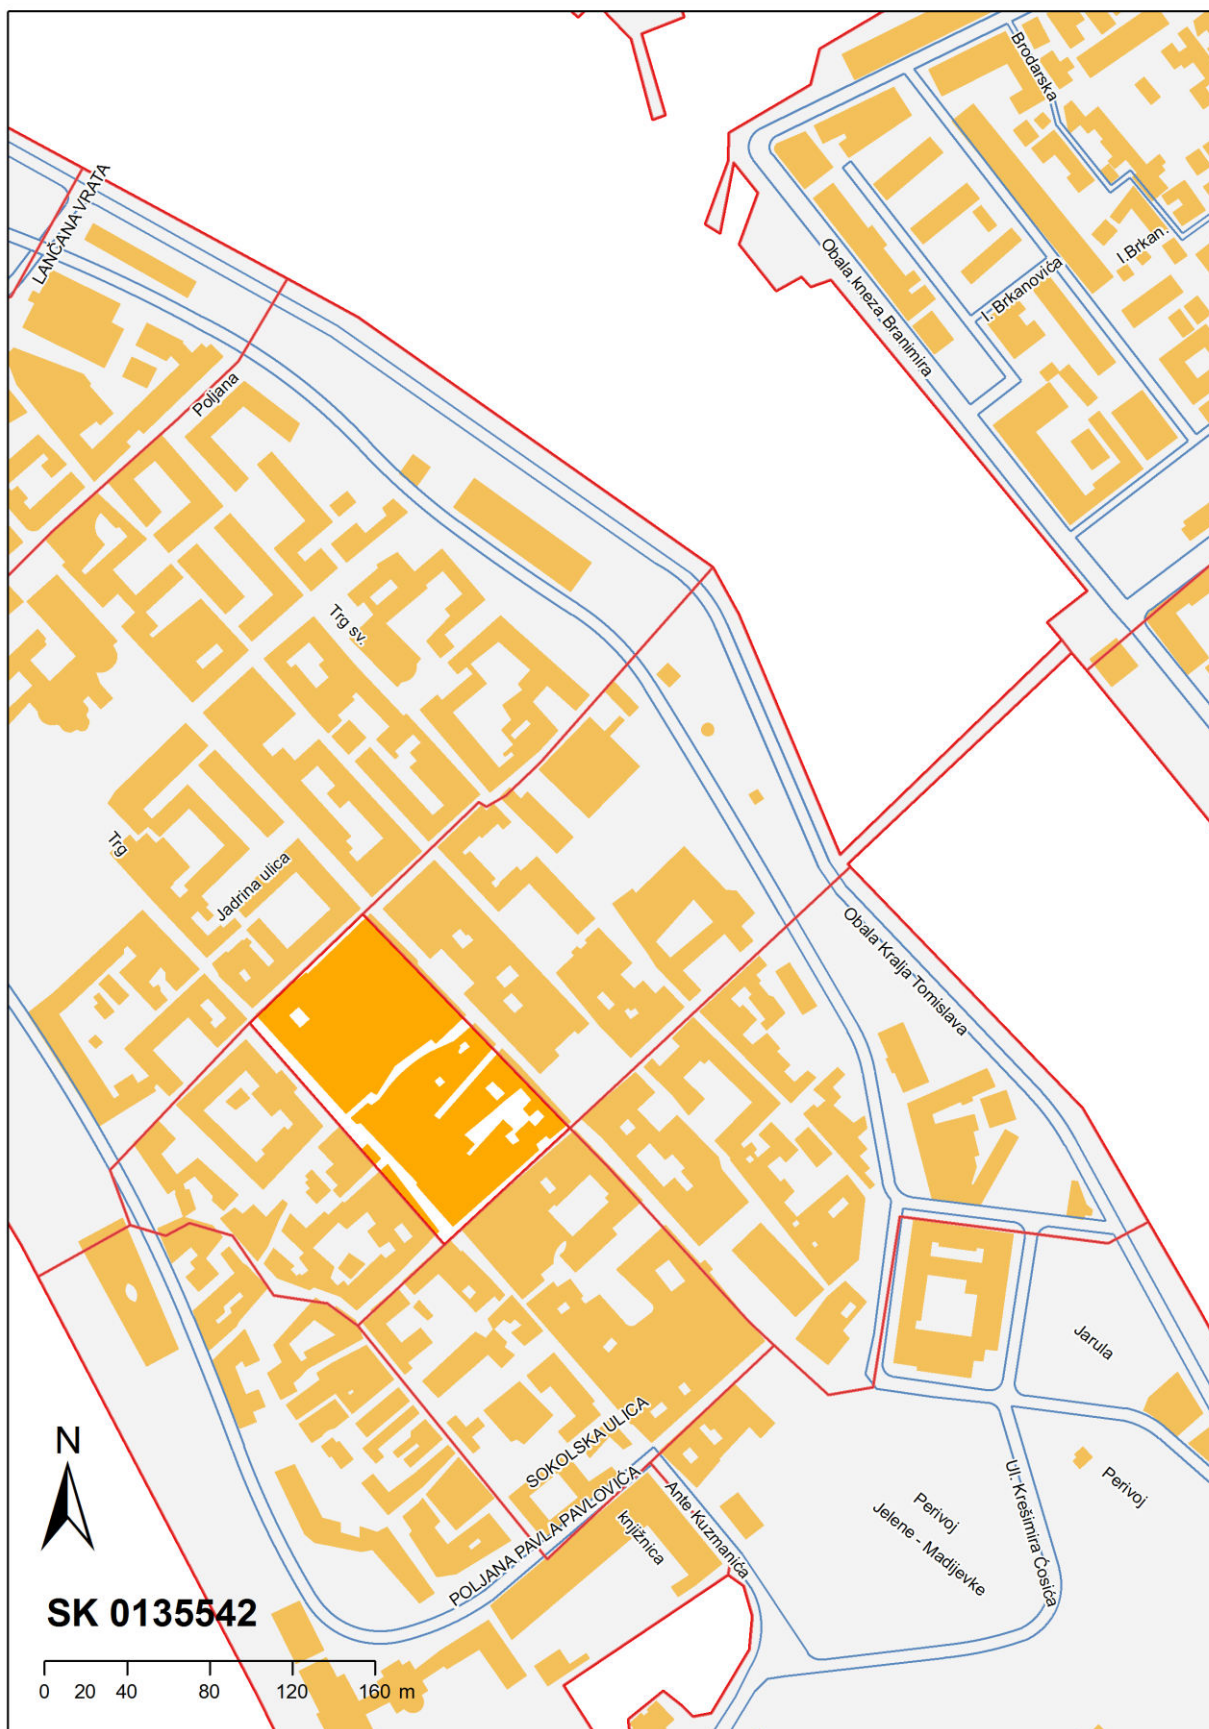 Brodarska
LANČANA VRATA
I.Brkan.
Obala kneza Branimira
I. Brkanovića
Poljana
Trg sv.
Trg
Jadrina ulica
Obala Kralja Tomislava
Jarula
SOKOLSKA ULICA
POLJANA PAVLA PAVLOVIĆA
Ante Kuzmanića
knjižnica
Perivoj
Jelene - Madijevke
Ul. Krešimira Ćosića
Perivoj
N
SK 0135542
0 20 40 80 120 160 m